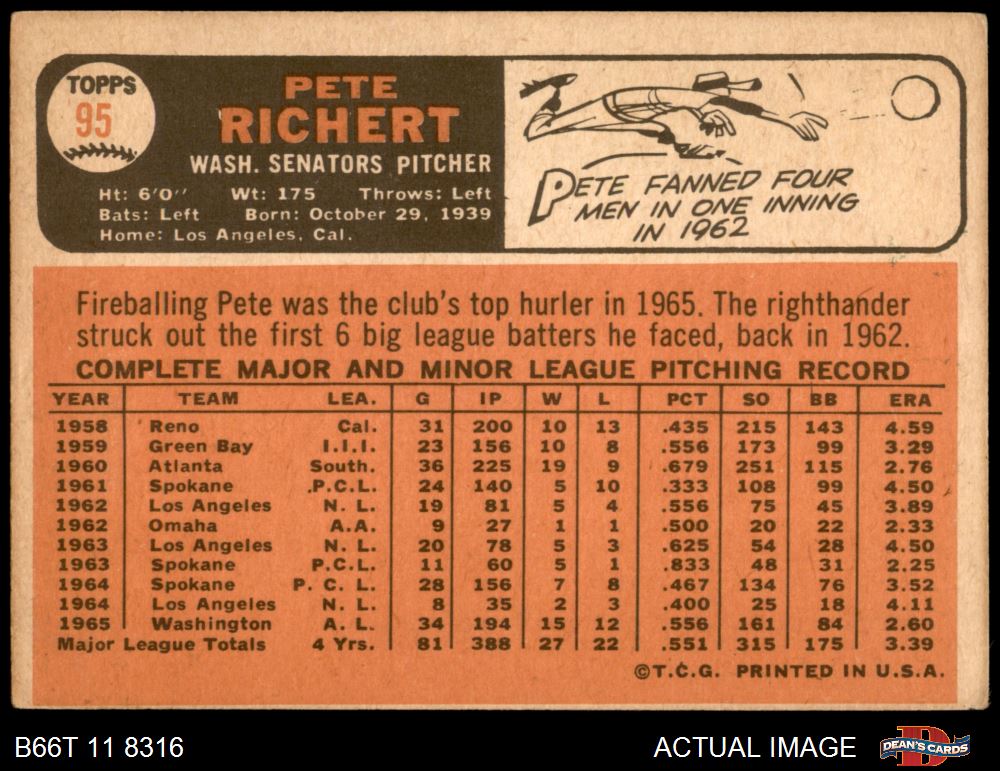 TOPPS
95
PETE
RICHERT
WASH. SENATORS PITCHER
Ht: 6'0" Wt: 175 Throws: Left
Bats: Left Born: October 29, 1939
Home: Los Angeles, Cal.
PETE FANNED FOUR
MEN IN ONE INNING
IN 1962
Fireballing Pete was the club's top hurler in 1965. The righthander
struck out the first 6 big league batters he faced, back in 1962.
COMPLETE MAJOR AND MINOR LEAGUE PITCHING RECORD
YEAR TEAM LEA. G IP W L PCT SO BB ERA
1958 Reno Cal. 31 200 10 13 .435 215 143 4.59
1959 Green Bay I.I.I. 23 156 10 8 .556 173 99 3.29
1960 Atlanta South. 36 225 19 9 .679 251 115 2.76
1961 Spokane P.C.L. 24 140 5 10 .333 108 99 4.50
1962 Los Angeles N. L. 19 81 5 4 .556 75 45 3.89
1962 Omaha A.A. 9 27 1 1 .500 20 22 2.33
1963 Los Angeles N. L. 20 78 5 3 .625 54 28 4.50
1963 Spokane P.C.L. 11 60 5 1 .833 48 31 2.25
1964 Spokane P. C. L. 28 156 7 8 .467 134 76 3.52
1964 Los Angeles N. L. 8 35 2 3 .400 25 18 4.11
1965 Washington A. L. 34 194 15 12 .556 161 84 2.60
Major League Totals 4 Yrs. 81 388 27 22 .551 315 175 3.39
©T.C.G. PRINTED IN U.S.A.
B66T 11 8316
ACTUAL IMAGE
DEAN'S CARDS